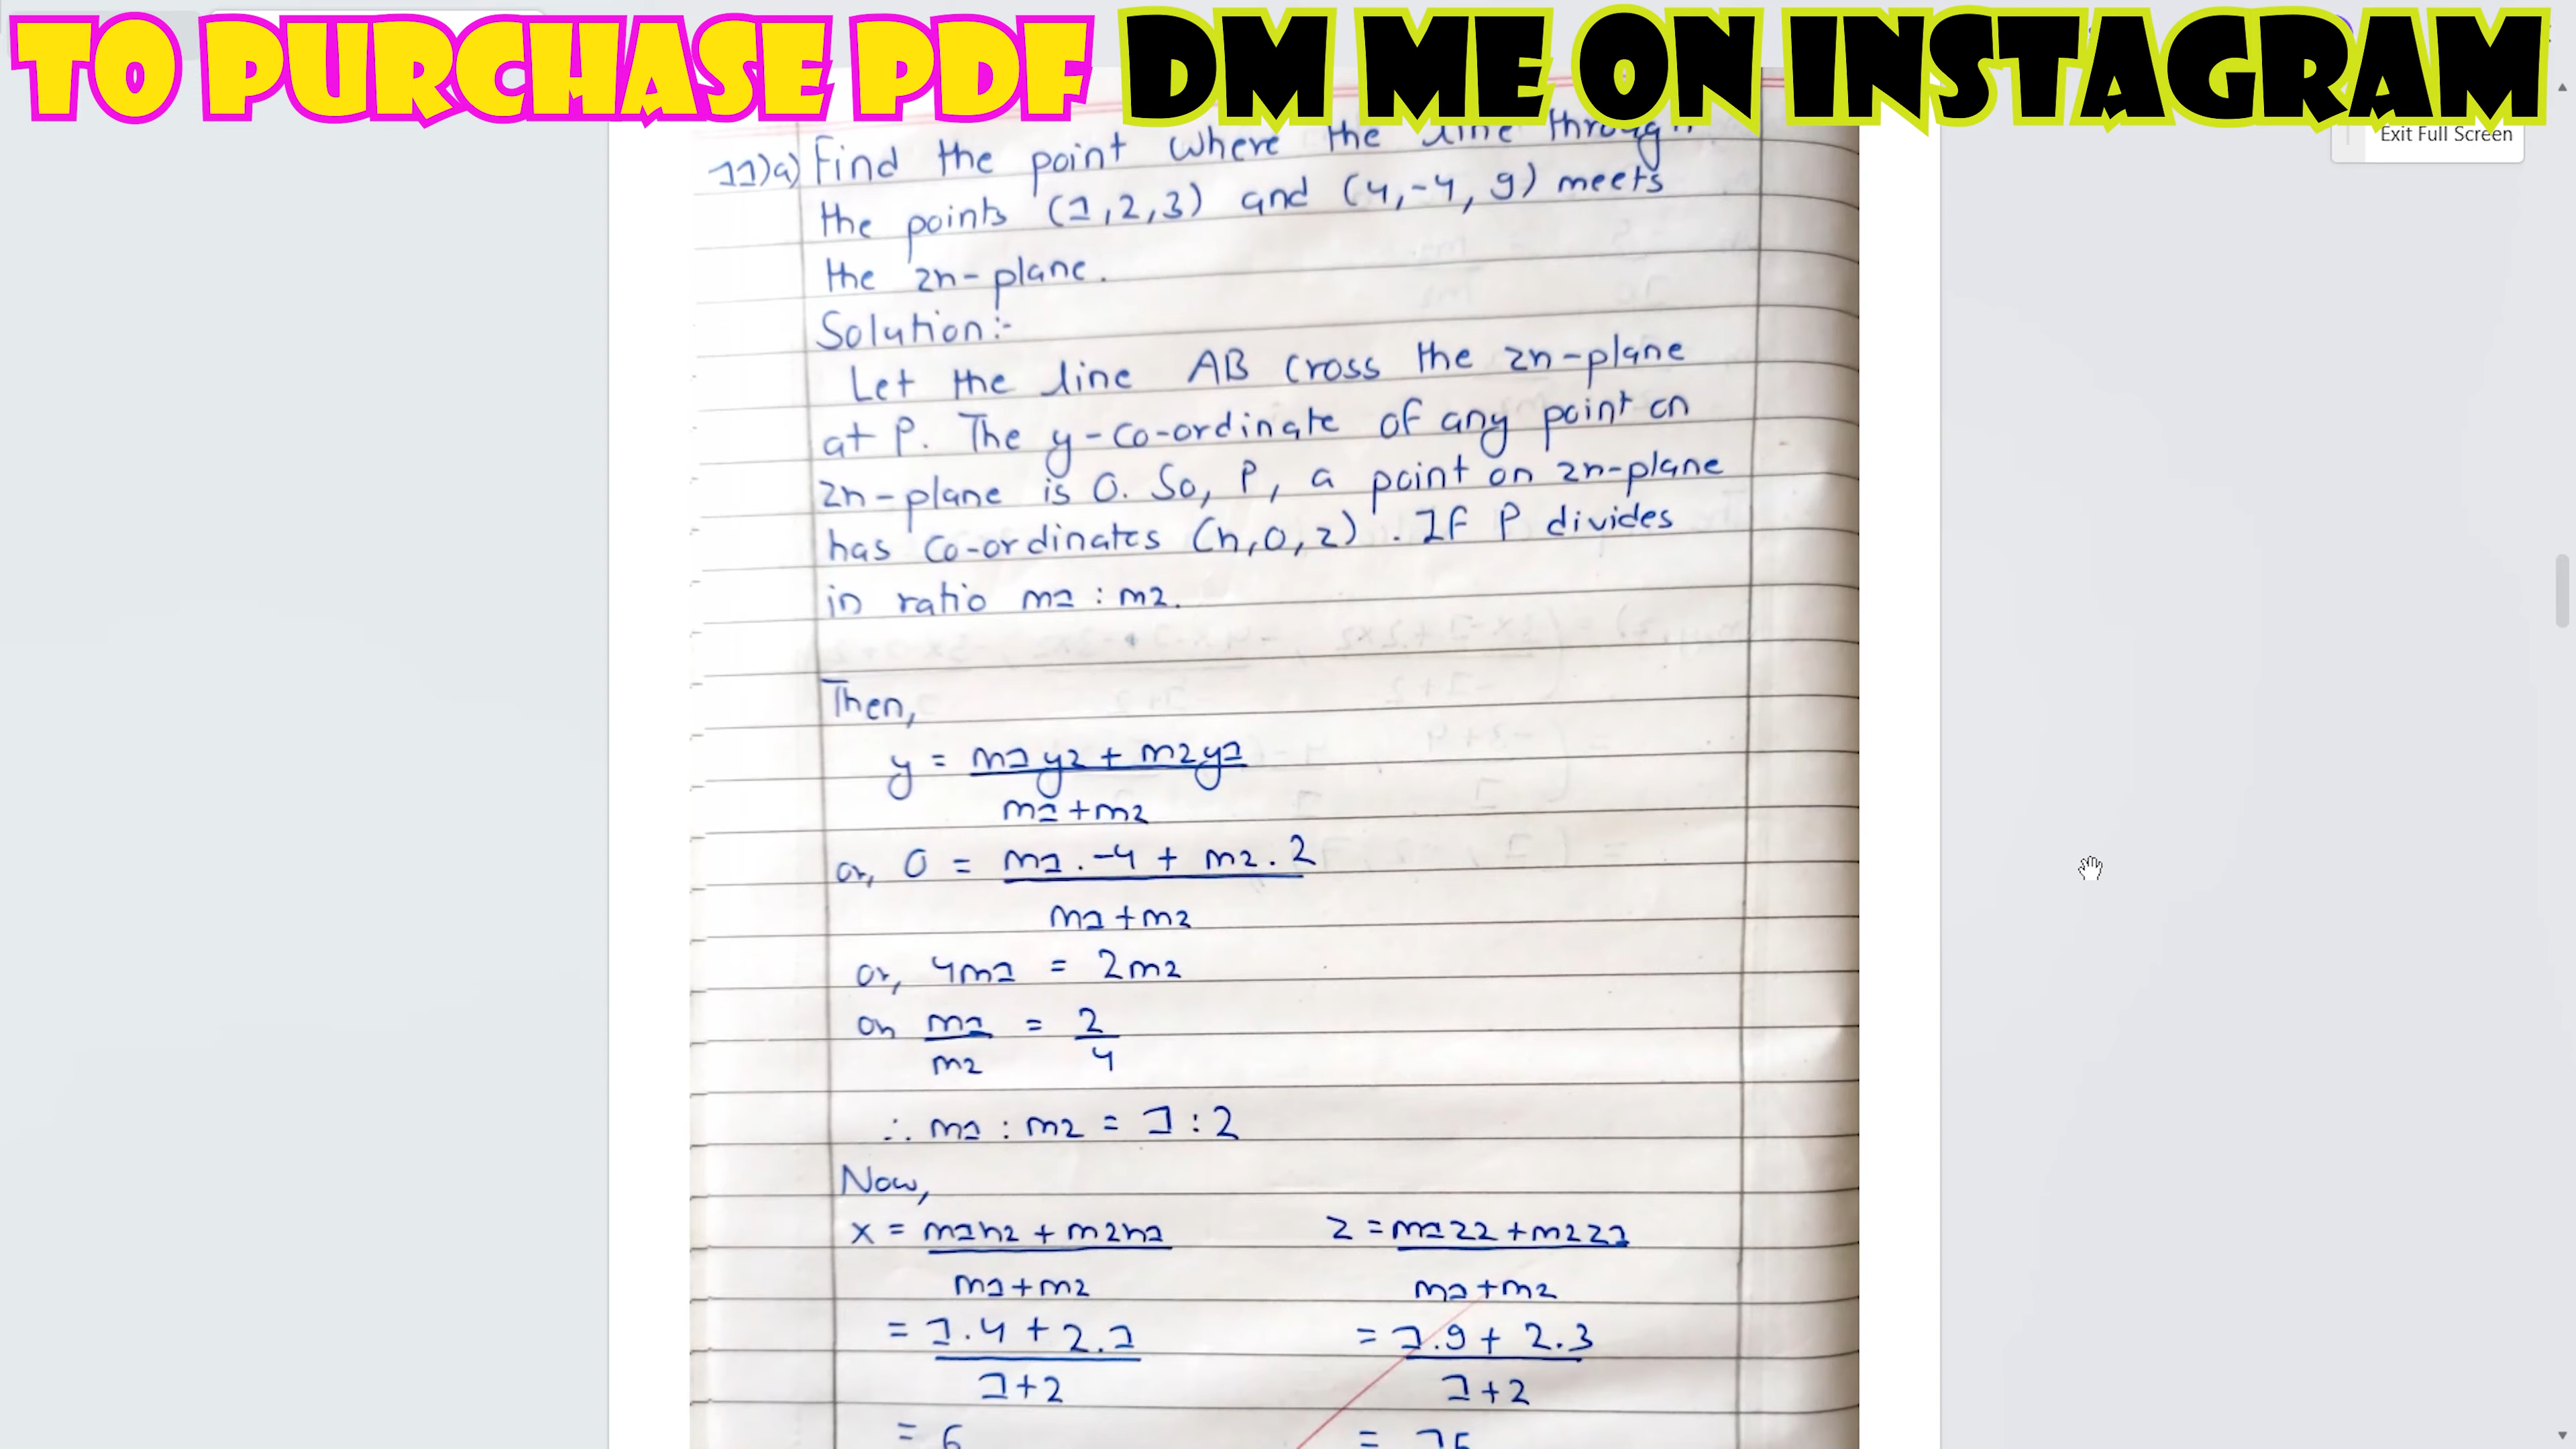 TO PURCHASE PDF DM ME ON INSTAGRAM
Exit Full Screen
11)a) Find the point where the line through
the points (1,2,3) and (4,-4, 9) meets
the zx-plane.
Solution:-
Let the line AB cross the zx-plane
at P. The y-co-ordinate of any point on
zx-plane is 0. So, P, a point on zx-plane
has co-ordinates (x,0,z). If P divides
in ratio m1 : m2.
Then,
y = m1y2 + m2y1
m1+m2
or, 0 = m1.-4 + m2.2
m1+m2
or, 4m1 = 2m2
or, m1 = 2
m2 4
∴ m1 : m2 = 1:2
Now,
x = m1x2 + m2x1 z = m1z2 + m2z1
m1+m2 m1+m2
= 1.4 + 2.1 = 1.9 + 2.3
1+2 1+2
= 6 = 15